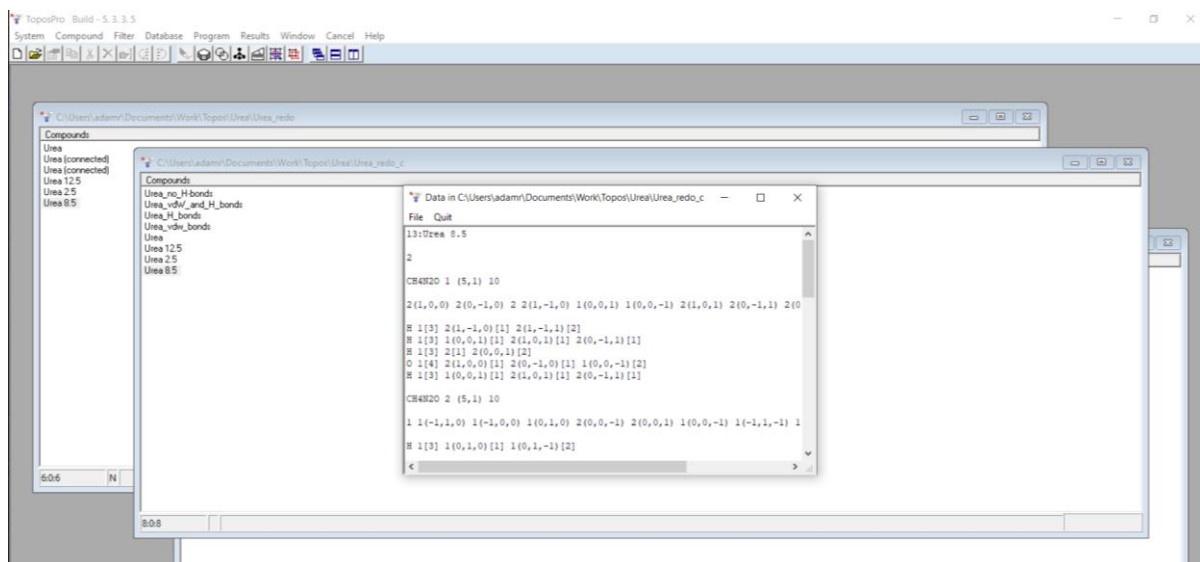 ToposPro Build - 5.3.3.5
System Compound Filter Database Program Results Window Cancel Help
C:\Users\adamr\Documents\Work\Topos\Urea\Urea_redo
Compounds
Urea
Urea (connected)
Urea (connected)
Urea 12.5
Urea 2.5
Urea 8.5
6:0:6 N
C:\Users\adamr\Documents\Work\Topos\Urea\Urea_redo_c
Compounds
Urea_no_H-bonds
Urea_vdW_and_H_bonds
Urea_H_bonds
Urea_vdw_bonds
Urea
Urea 12.5
Urea 2.5
Urea 8.5
8:0:8
Data in C:\Users\adamr\Documents\Work\Topos\Urea\Urea_redo_c
File Quit
13:Urea 8.5
2
CH4N2O 1 (5,1) 10
2(1,0,0) 2(0,-1,0) 2 2(1,-1,0) 1(0,0,1) 1(0,0,-1) 2(1,0,1) 2(0,-1,1) 2(0
H 1[3] 2(1,-1,0)[1] 2(1,-1,1)[2]
H 1[3] 1(0,0,1)[1] 2(1,0,1)[1] 2(0,-1,1)[1]
H 1[3] 2[1] 2(0,0,1)[2]
O 1[4] 2(1,0,0)[1] 2(0,-1,0)[1] 1(0,0,-1)[2]
H 1[3] 1(0,0,1)[1] 2(1,0,1)[1] 2(0,-1,1)[1]
CH4N2O 2 (5,1) 10
1 1(-1,1,0) 1(-1,0,0) 1(0,1,0) 2(0,0,-1) 2(0,0,1) 1(0,0,-1) 1(-1,1,-1) 1
H 1[3] 1(0,1,0)[1] 1(0,1,-1)[2]